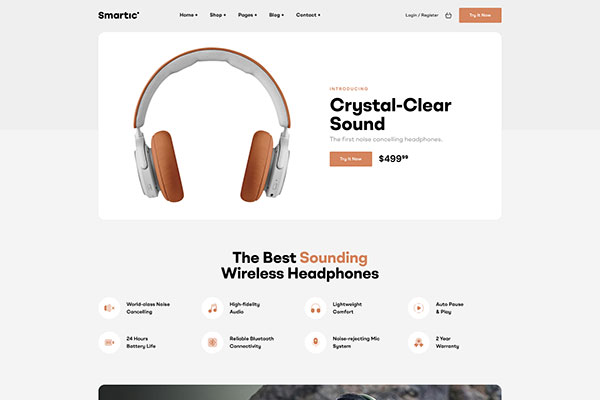 Smartic
Home Shop Pages Blog Contact
Login / Register
Try It Now
INTRODUCING
Crystal-Clear
Sound
The first noise cancelling headphones.
Try It Now
$499⁹⁹
The Best Sounding
Wireless Headphones
World-class Noise
Cancelling
High-fidelity
Audio
Lightweight
Comfort
Auto Pause
& Play
24 Hours
Battery Life
Reliable Bluetooth
Connectivity
Noise-rejecting Mic
System
2 Year
Warranty